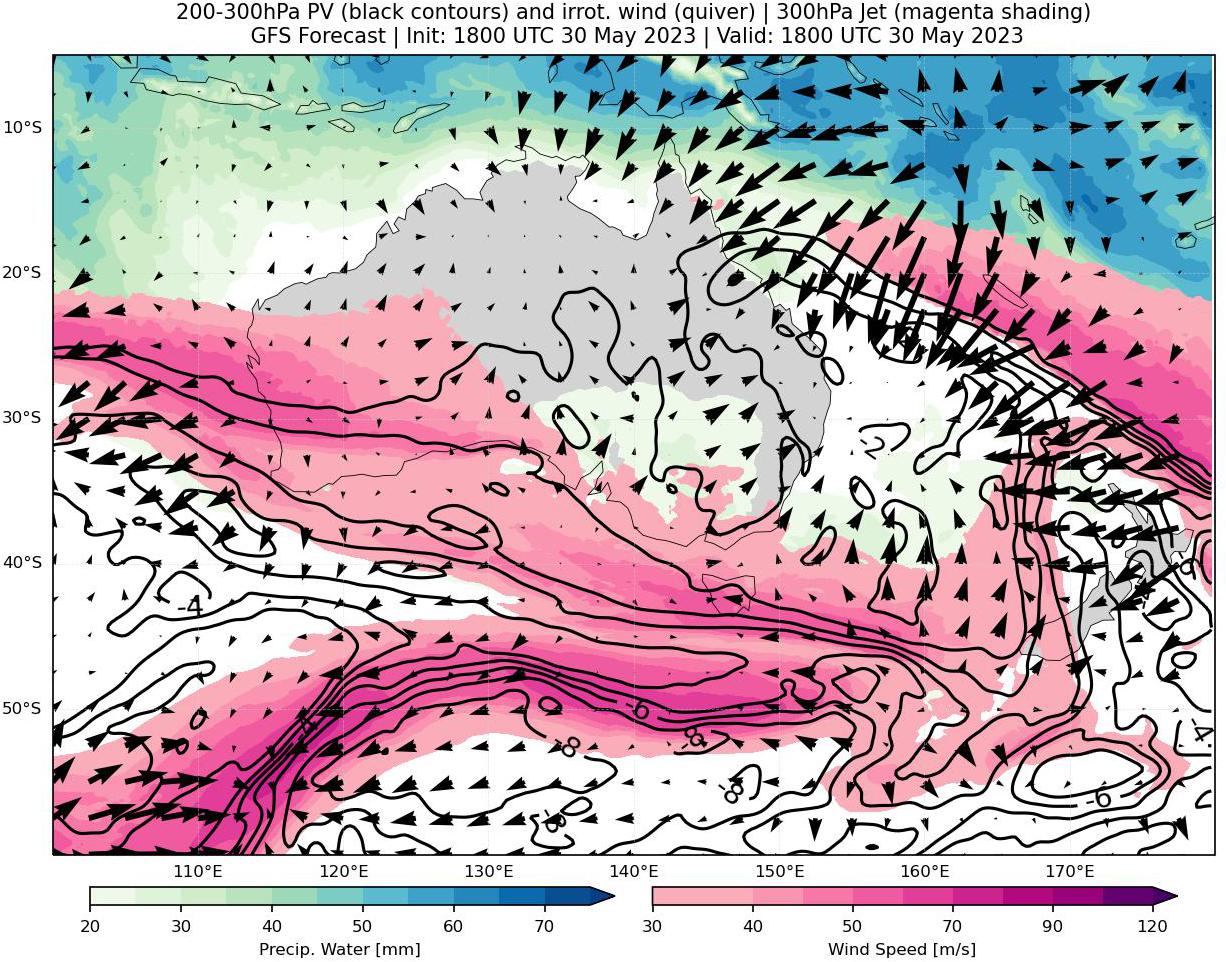 200-300hPa PV (black contours) and irrot. wind (quiver) | 300hPa Jet (magenta shading)
GFS Forecast | Init: 1800 UTC 30 May 2023 | Valid: 1800 UTC 30 May 2023
10°S
20°S
30°S
40°S
50°S
-2
-4
-6
-8
-8
-8
-8
-6
-4
110°E 120°E 130°E 140°E 150°E 160°E 170°E
20 30 40 50 60 70
30 40 50 70 90 120
Precip. Water [mm] Wind Speed [m/s]